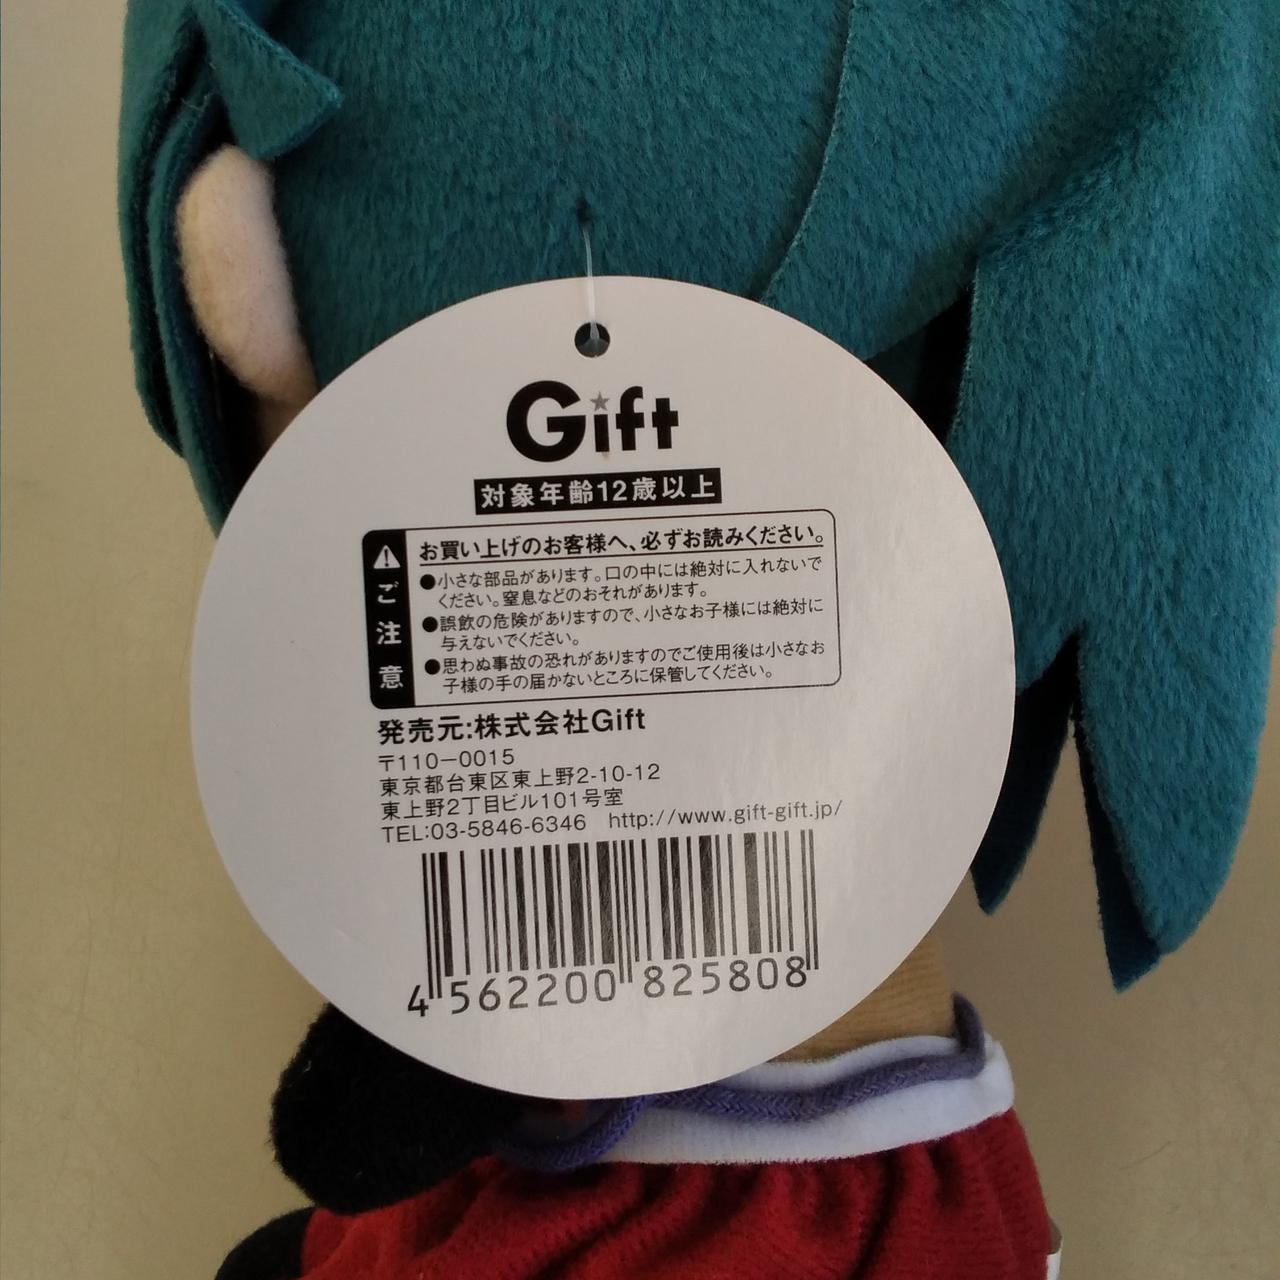 Gift
対象年齢12歳以上
ご注意
お買い上げのお客様へ、必ずお読みください。
●小さな部品があります。口の中には絶対に入れないで
ください。窒息などのおそれがあります。
●誤飲の危険がありますので、小さなお子様には絶対に
与えないでください。
●思わぬ事故の恐れがありますのでご使用後は小さなお
子様の手の届かないところに保管してください。
発売元:株式会社Gift
〒110-0015
東京都台東区東上野2-10-12
東上野2丁目ビル101号室
TEL:03-5846-6346 http://www.gift-gift.jp/
4 562200 825808